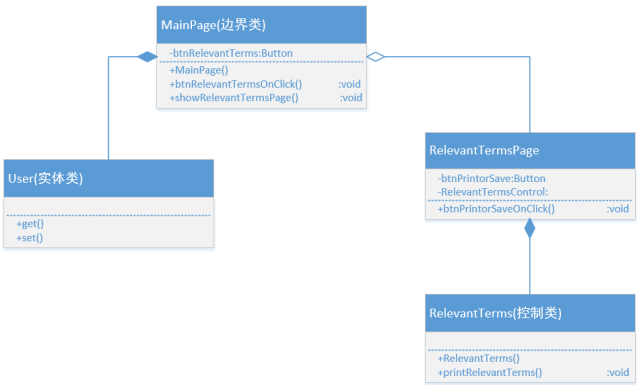 MainPage(边界类)
-btnRelevantTerms:Button
+MainPage()
+btnRelevantTermsOnClick() :void
+showRelevantTermsPage() :void
User(实体类)
+get()
+set()
RelevantTermsPage
-btnPrintorSave:Button
-RelevantTermsControl:
+btnPrintorSaveOnClick() :void
RelevantTerms(控制类)
+RelevantTerms()
+printRelevantTerms() :void